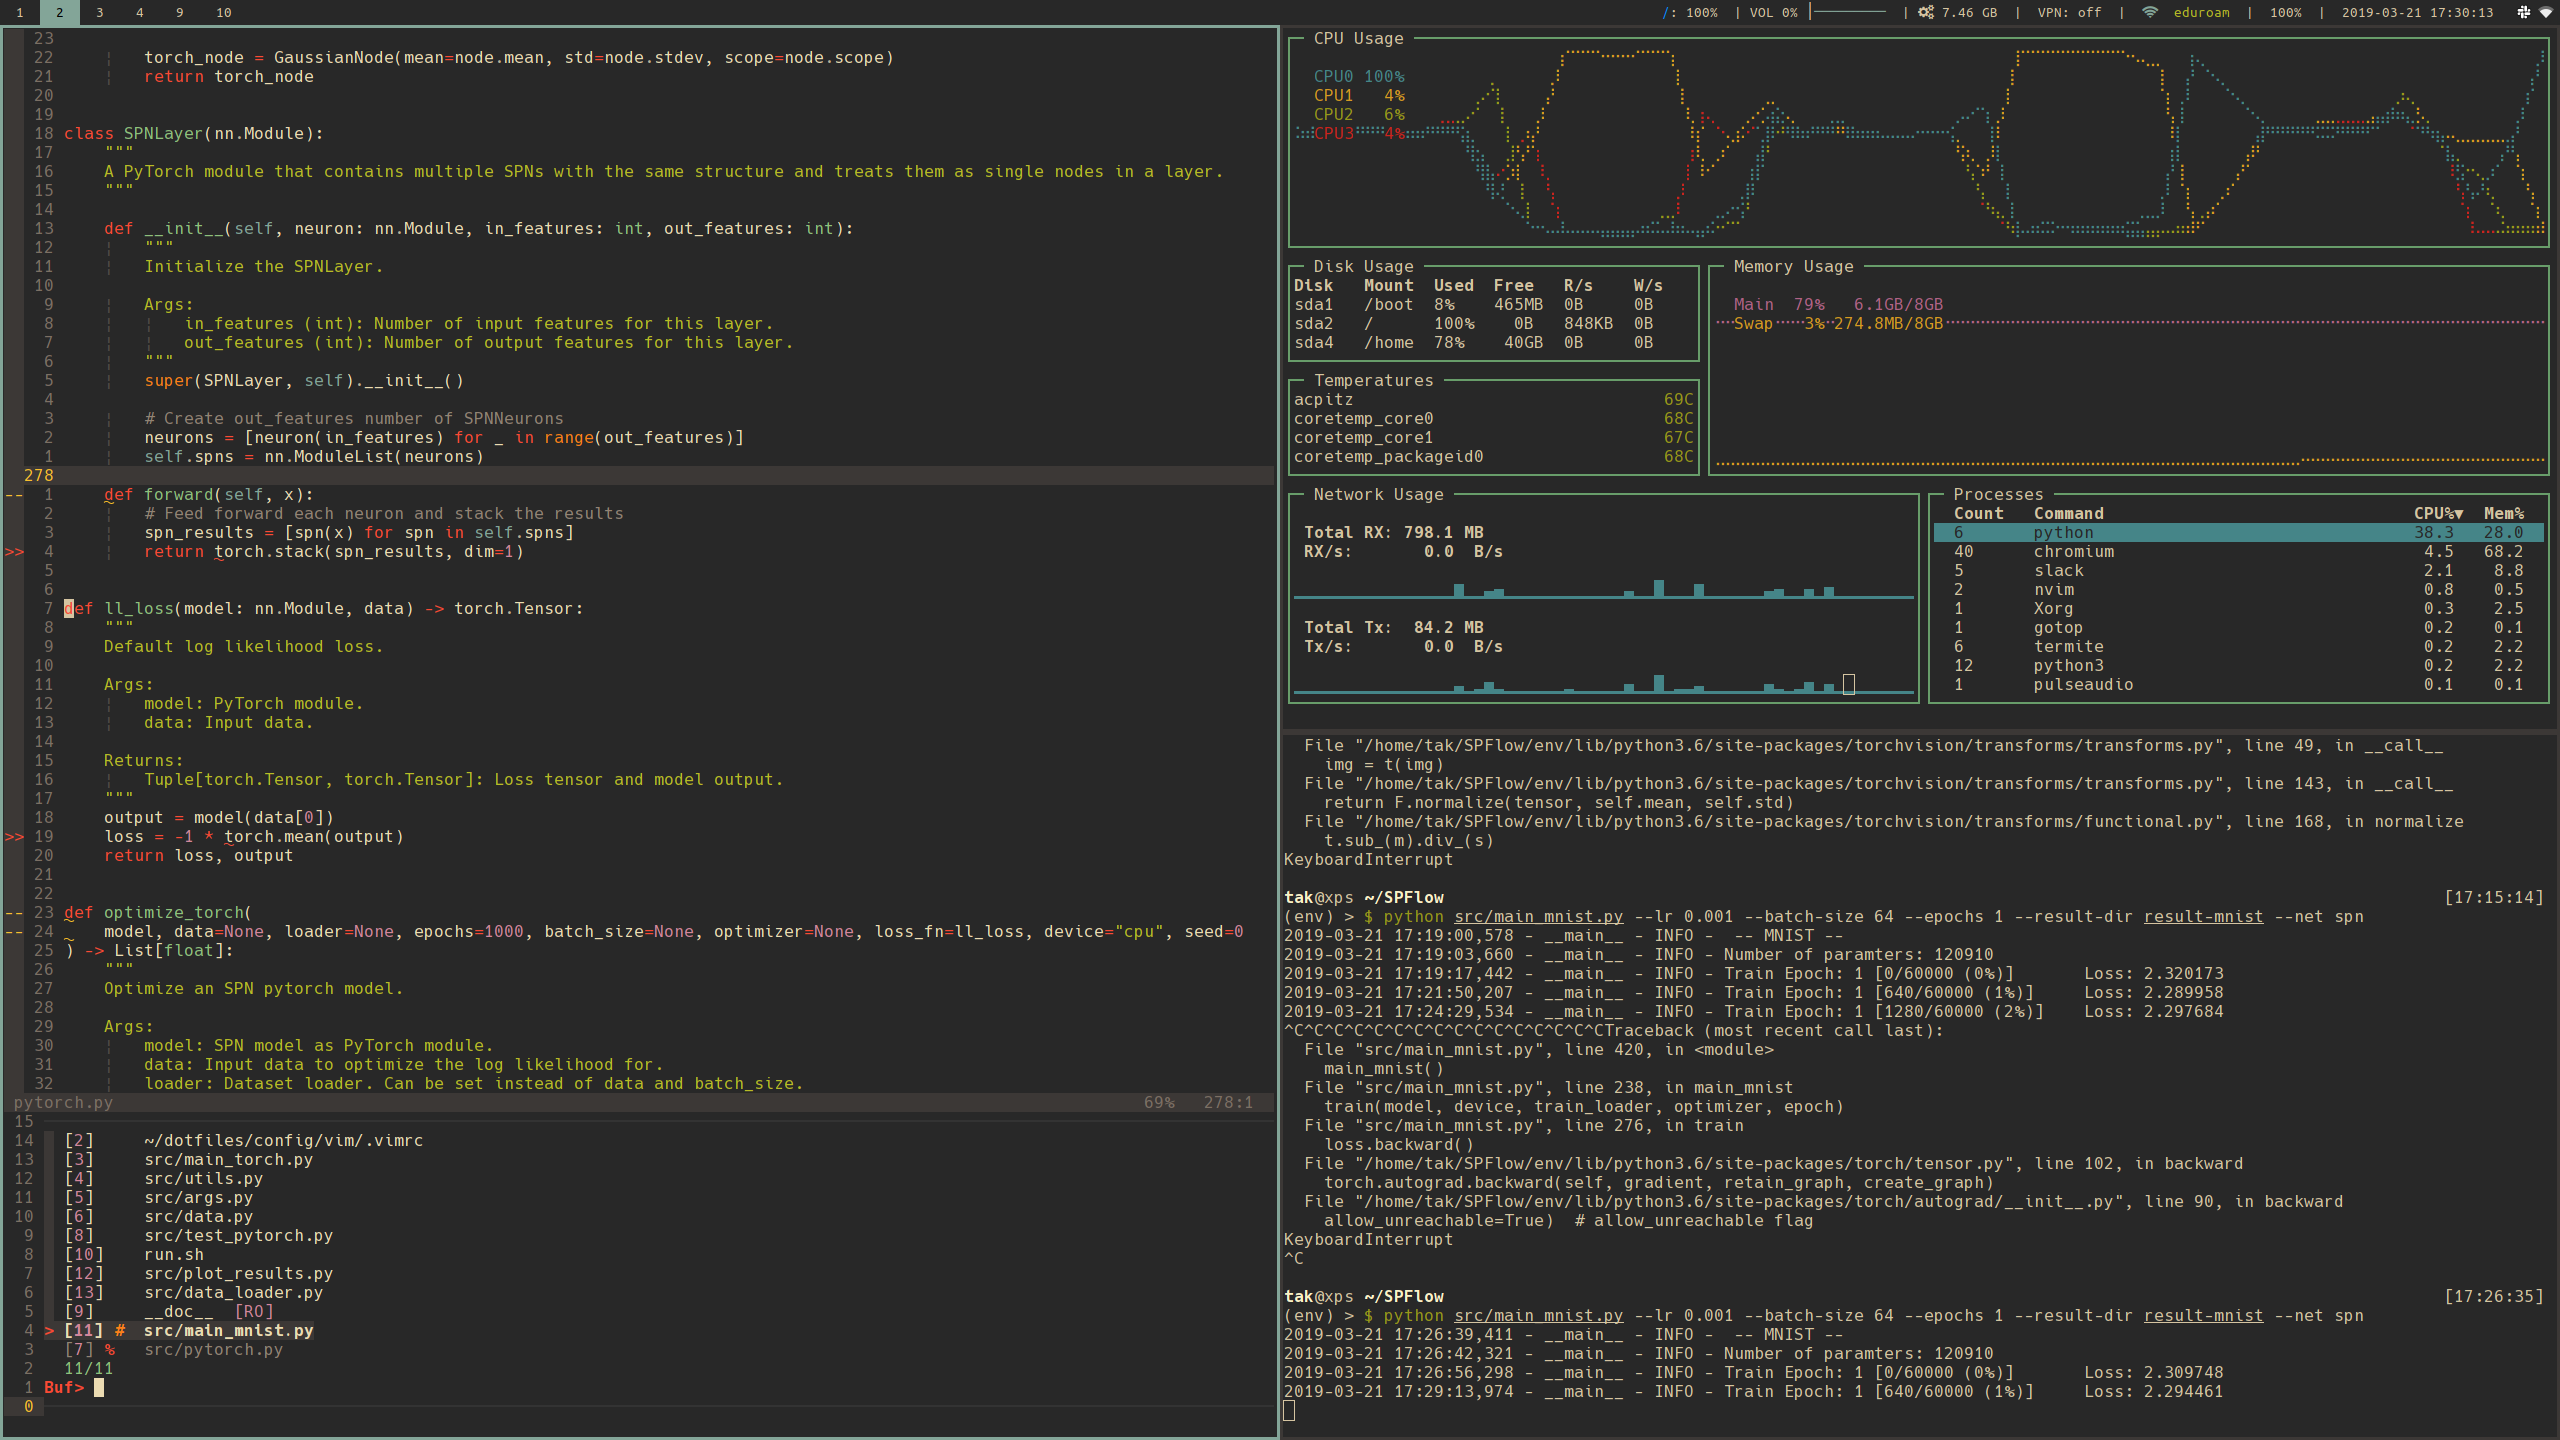 1 2 3 4 9 10
/: 100% | VOL 0% | 7.46 GB | VPN: off | eduroam | 100% | 2019-03-21 17:30:13
23
22 torch_node = GaussianNode(mean=node.mean, std=node.stdev, scope=node.scope)
21 return torch_node
20
19
18 class SPNLayer(nn.Module):
17 """
16 A PyTorch module that contains multiple SPNs with the same structure and treats them as single nodes in a layer.
15 """
14
13 def __init__(self, neuron: nn.Module, in_features: int, out_features: int):
12 """
11 Initialize the SPNLayer.
10
9 Args:
8 in_features (int): Number of input features for this layer.
7 out_features (int): Number of output features for this layer.
6 """
5 super(SPNLayer, self).__init__()
4
3 # Create out_features number of SPNNeurons
2 neurons = [neuron(in_features) for _ in range(out_features)]
1 self.spns = nn.ModuleList(neurons)
278
-- 1 def forward(self, x):
2 # Feed forward each neuron and stack the results
3 spn_results = [spn(x) for spn in self.spns]
>> 4 return torch.stack(spn_results, dim=1)
5
6
7 def ll_loss(model: nn.Module, data) -> torch.Tensor:
8 """
9 Default log likelihood loss.
10
11 Args:
12 model: PyTorch module.
13 data: Input data.
14
15 Returns:
16 Tuple[torch.Tensor, torch.Tensor]: Loss tensor and model output.
17 """
18 output = model(data[0])
>> 19 loss = -1 * torch.mean(output)
20 return loss, output
21
22
-- 23 def optimize_torch(
-- 24 model, data=None, loader=None, epochs=1000, batch_size=None, optimizer=None, loss_fn=ll_loss, device="cpu", seed=0
25 ) -> List[float]:
26 """
27 Optimize an SPN pytorch model.
28
29 Args:
30 model: SPN model as PyTorch module.
31 data: Input data to optimize the log likelihood for.
32 loader: Dataset loader. Can be set instead of data and batch_size.
pytorch.py 69% 278:1
15
14 [2] ~/dotfiles/config/vim/.vimrc
13 [3] src/main_torch.py
12 [4] src/utils.py
11 [5] src/args.py
10 [6] src/data.py
9 [8] src/test_pytorch.py
8 [10] run.sh
7 [12] src/plot_results.py
6 [13] src/data_loader.py
5 [9] __doc__ [RO]
4 > [11] # src/main_mnist.py
3 [7] % src/pytorch.py
2 11/11
1 Buf>
0
CPU Usage
CPU0 100%
CPU1 4%
CPU2 6%
CPU3 4%
Disk Usage
Disk Mount Used Free R/s W/s
sda1 /boot 8% 465MB 0B 0B
sda2 / 100% 0B 848KB 0B
sda4 /home 78% 40GB 0B 0B
Memory Usage
Main 79% 6.1GB/8GB
Swap 3% 274.8MB/8GB
Temperatures
acpitz 69C
coretemp_core0 68C
coretemp_core1 67C
coretemp_packageid0 68C
Network Usage
Total RX: 798.1 MB
RX/s: 0.0 B/s
Total Tx: 84.2 MB
Tx/s: 0.0 B/s
Processes
Count Command CPU%▼ Mem%
6 python 38.3 28.0
40 chromium 4.5 68.2
5 slack 2.1 8.8
2 nvim 0.8 0.5
1 Xorg 0.3 2.5
1 gotop 0.2 0.1
6 termite 0.2 2.2
12 python3 0.2 2.2
1 pulseaudio 0.1 0.1
File "/home/tak/SPFlow/env/lib/python3.6/site-packages/torchvision/transforms/transforms.py", line 49, in __call__
img = t(img)
File "/home/tak/SPFlow/env/lib/python3.6/site-packages/torchvision/transforms/transforms.py", line 143, in __call__
return F.normalize(tensor, self.mean, self.std)
File "/home/tak/SPFlow/env/lib/python3.6/site-packages/torchvision/transforms/functional.py", line 168, in normalize
t.sub_(m).div_(s)
KeyboardInterrupt
tak@xps ~/SPFlow [17:15:14]
(env) > $ python src/main_mnist.py --lr 0.001 --batch-size 64 --epochs 1 --result-dir result-mnist --net spn
2019-03-21 17:19:00,578 - __main__ - INFO - -- MNIST --
2019-03-21 17:19:03,660 - __main__ - INFO - Number of paramters: 120910
2019-03-21 17:19:17,442 - __main__ - INFO - Train Epoch: 1 [0/60000 (0%)] Loss: 2.320173
2019-03-21 17:21:50,207 - __main__ - INFO - Train Epoch: 1 [640/60000 (1%)] Loss: 2.289958
2019-03-21 17:24:29,534 - __main__ - INFO - Train Epoch: 1 [1280/60000 (2%)] Loss: 2.297684
^C^C^C^C^C^C^C^C^C^C^C^C^C^C^C^CTraceback (most recent call last):
File "src/main_mnist.py", line 420, in <module>
main_mnist()
File "src/main_mnist.py", line 238, in main_mnist
train(model, device, train_loader, optimizer, epoch)
File "src/main_mnist.py", line 276, in train
loss.backward()
File "/home/tak/SPFlow/env/lib/python3.6/site-packages/torch/tensor.py", line 102, in backward
torch.autograd.backward(self, gradient, retain_graph, create_graph)
File "/home/tak/SPFlow/env/lib/python3.6/site-packages/torch/autograd/__init__.py", line 90, in backward
allow_unreachable=True) # allow_unreachable flag
KeyboardInterrupt
^C
tak@xps ~/SPFlow [17:26:35]
(env) > $ python src/main_mnist.py --lr 0.001 --batch-size 64 --epochs 1 --result-dir result-mnist --net spn
2019-03-21 17:26:39,411 - __main__ - INFO - -- MNIST --
2019-03-21 17:26:42,321 - __main__ - INFO - Number of paramters: 120910
2019-03-21 17:26:56,298 - __main__ - INFO - Train Epoch: 1 [0/60000 (0%)] Loss: 2.309748
2019-03-21 17:29:13,974 - __main__ - INFO - Train Epoch: 1 [640/60000 (1%)] Loss: 2.294461